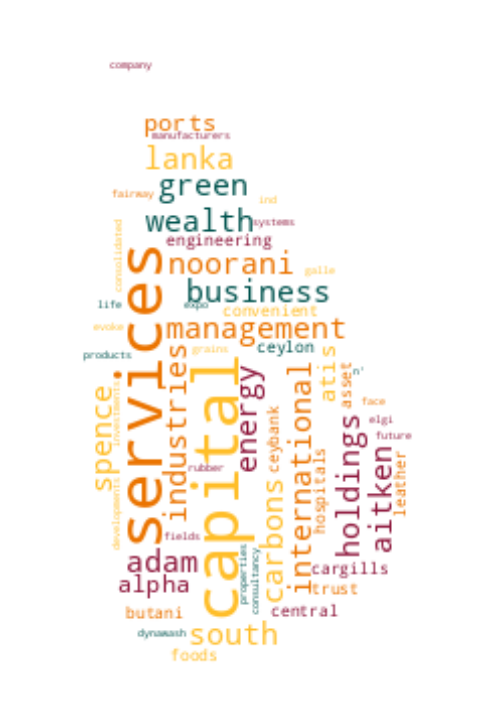 company
ports
manufacturers
lanka
green
fairway
ind
wealth
systems
consolidated
engineering
services
noorani
galle
business
life
expo
convenient
evoke
management
products
grains
ceylon
industries
capital
atis
n'
energy
international
asset
spence
investments
face
ceybank
elgi
holdings
future
aitken
hospitals
leather
rubber
developments
carbons
fields
adam
properties
consultancy
cargills
alpha
trust
butani
central
dynawash
south
foods